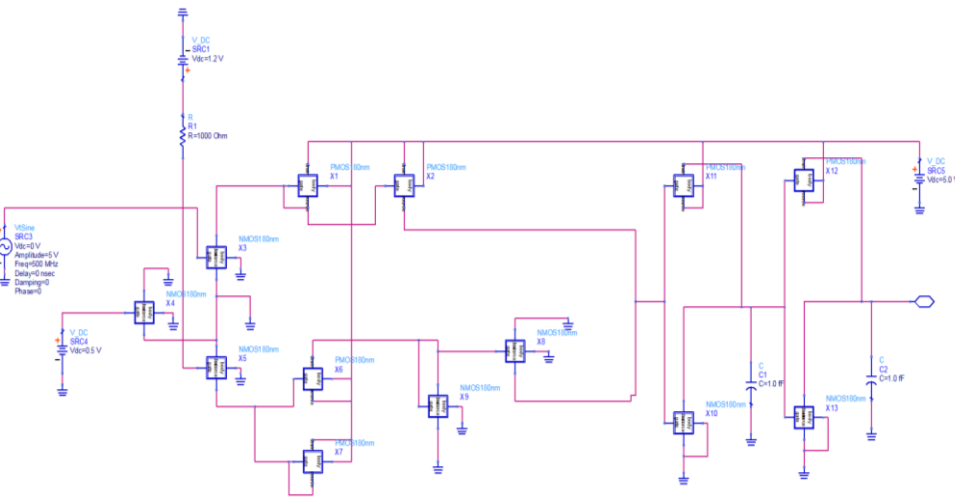 V_DC
SRC1
Vdc=1.2 V
R
R1
R=1000 Ohm
PMOS180nm
X1
PMOS180nm
X2
PMOS180nm
X11
PMOS180nm
X12
V_DC
SRC5
Vdc=5.0 V
VtSine
SRC3
Vdc=0 V
Amplitude=5 V
Freq=500 MHz
Delay=0 nsec
Damping=0
Phase=0
NMOS180nm
X3
NMOS180nm
X4
V_DC
SRC4
Vdc=0.5 V
NMOS180nm
X5
PMOS180nm
X6
NMOS180nm
X8
NMOS180nm
X9
PMOS180nm
X7
C
C1
C=1.0 fF
C
C2
C=1.0 fF
NMOS180nm
X10
NMOS180nm
X13